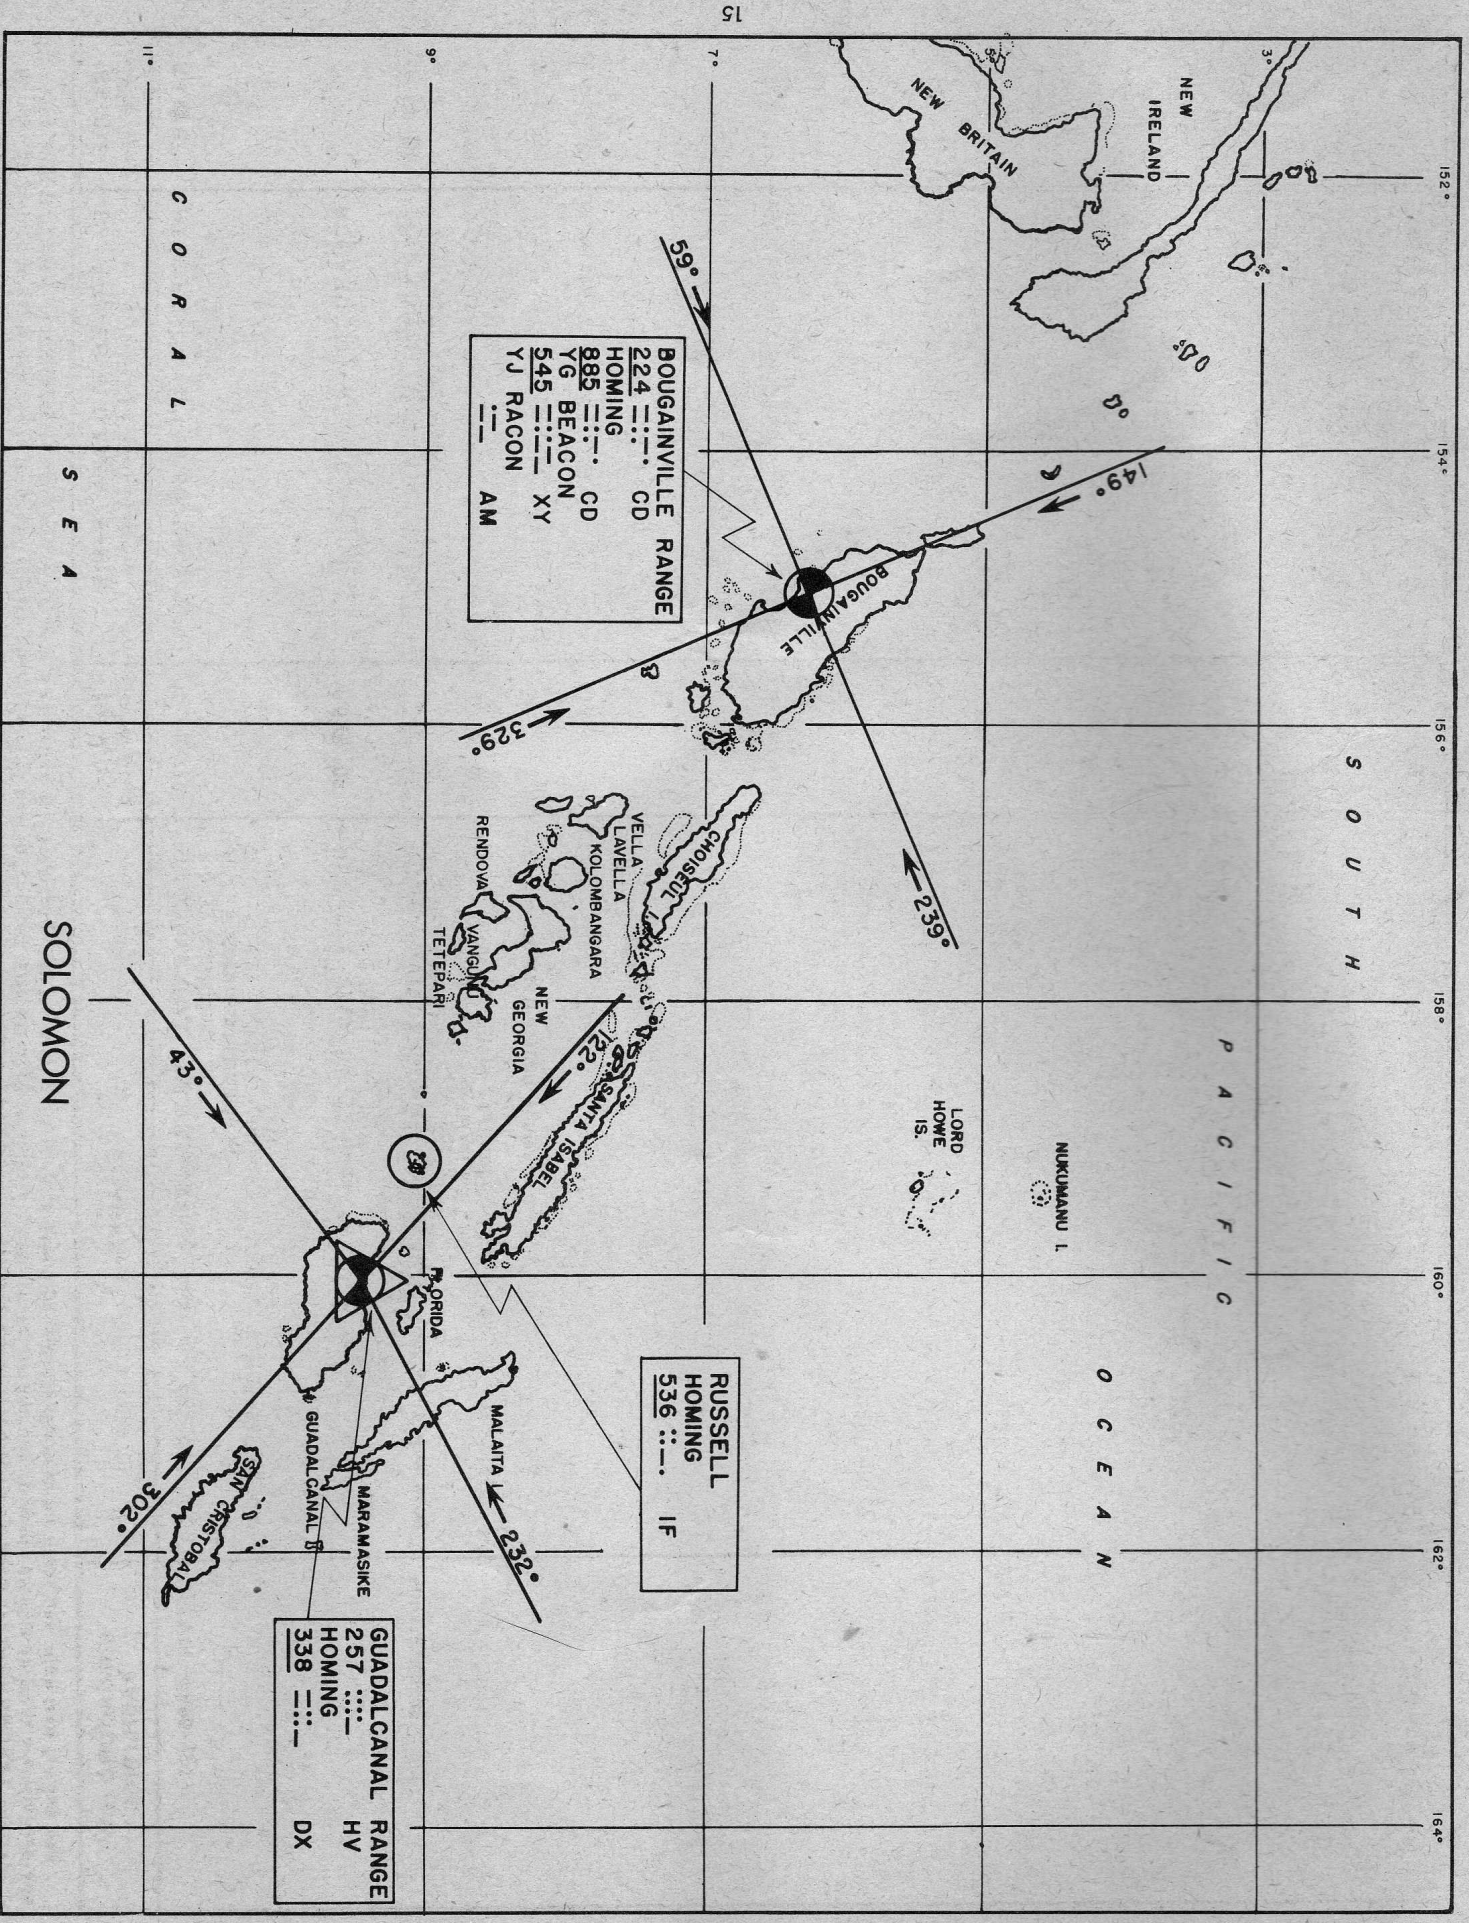 15
152°
154°
156°
158°
160°
162°
164°
3°
5°
7°
9°
11°
NEW
IRELAND
NEW
BRITAIN
SOUTH
PACIFIC
OCEAN
CORAL
SEA
149°
59°
239°
329°
BOUGAINVILLE
BOUGAINVILLE RANGE
224 –·–· –·· CD
HOMING
885 –·–· –·· CD
YG BEACON
545 –··– –·–– XY
YJ RACON
·– –– AM
NUKUMANU I.
LORD
HOWE
IS.
CHOISEUL
VELLA
LAVELLA
KOLOMBANGARA
RENDOVA
VANGUNU
TETEPARI
NEW
GEORGIA
SANTA ISABEL
122°
43°
232°
302°
RUSSELL
HOMING
536 ·· ··–· IF
FLORIDA
MALAITA I.
MARAMASIKE
GUADALCANAL I.
SAN CRISTOBAL
GUADALCANAL RANGE
257 ···· ···– HV
HOMING
338 –·· –··– DX
SOLOMON